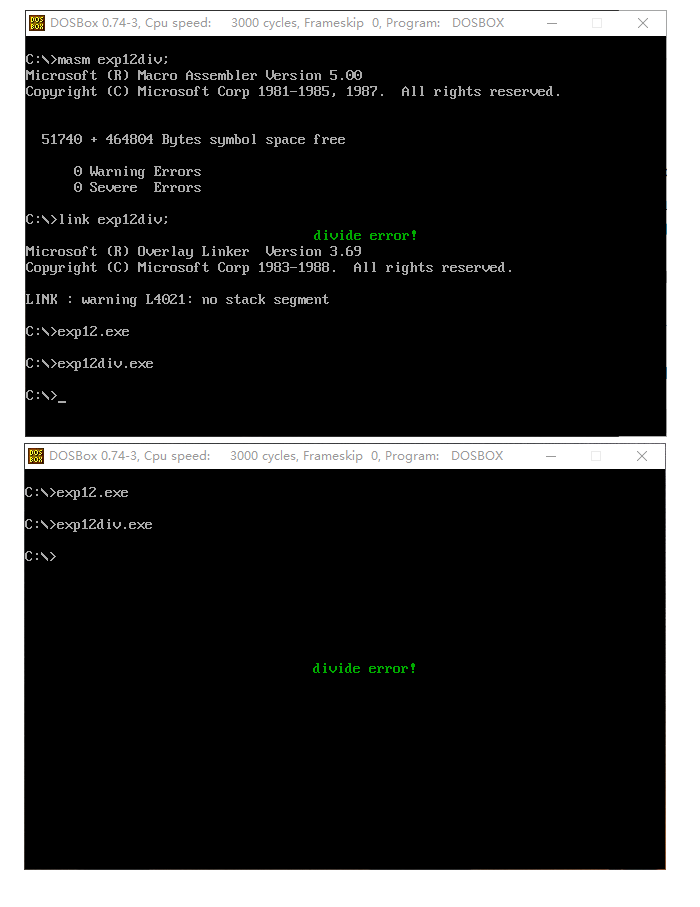 DOS BOX DOSBox 0.74-3, Cpu speed: 3000 cycles, Frameskip 0, Program: DOSBOX
C:\>masm exp12div;
Microsoft (R) Macro Assembler Version 5.00
Copyright (C) Microsoft Corp 1981-1985, 1987. All rights reserved.
51740 + 464804 Bytes symbol space free
0 Warning Errors
0 Severe Errors
C:\>link exp12div;
divide error!
Microsoft (R) Overlay Linker Version 3.69
Copyright (C) Microsoft Corp 1983-1988. All rights reserved.
LINK : warning L4021: no stack segment
C:\>exp12.exe
C:\>exp12div.exe
C:\>_
DOS BOX DOSBox 0.74-3, Cpu speed: 3000 cycles, Frameskip 0, Program: DOSBOX
C:\>exp12.exe
C:\>exp12div.exe
C:\>
divide error!